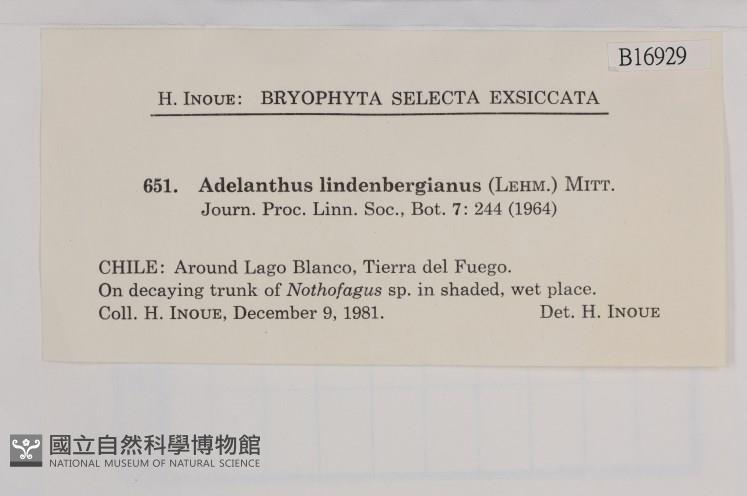 B16929
H. INOUE: BRYOPHYTA SELECTA EXSICCATA
651. Adelanthus lindenbergianus (LEHM.) MITT.
Journ. Proc. Linn. Soc., Bot. 7: 244 (1964)
CHILE: Around Lago Blanco, Tierra del Fuego.
On decaying trunk of Nothofagus sp. in shaded, wet place.
Coll. H. INOUE, December 9, 1981. Det. H. INOUE
國立自然科學博物館
NATIONAL MUSEUM OF NATURAL SCIENCE